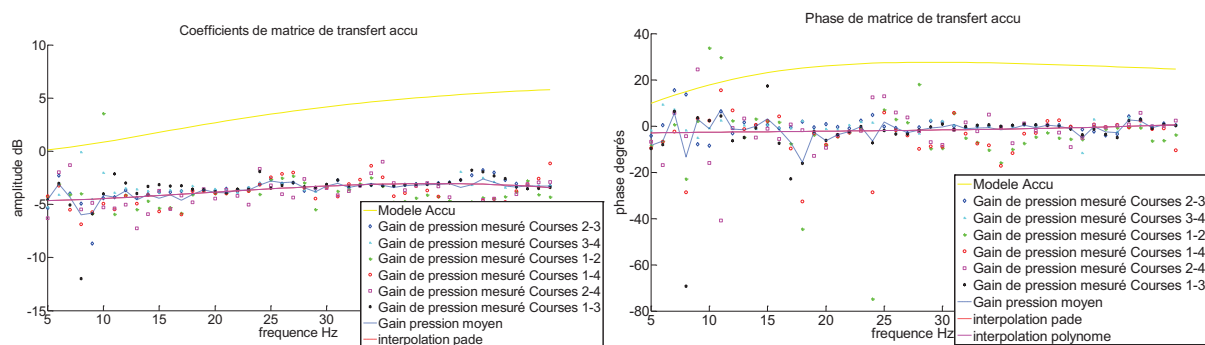 Coefficients de matrice de transfert accu
10
5
0
−5
−10
−15
amplitude dB
5
10
15
20
25
30
frequence Hz
Modele Accu
Gain de pression mesuré Courses 2-3
Gain de pression mesuré Courses 3-4
Gain de pression mesuré Courses 1-2
Gain de pression mesuré Courses 1-4
Gain de pression mesuré Courses 2-4
Gain de pression mesuré Courses 1-3
Gain pression moyen
interpolation pade
Phase de matrice de transfert accu
40
20
0
−20
−40
−60
−80
phase degrés
5
10
15
20
25
30
frequence Hz
Modele Accu
Gain de pression mesuré Courses 2-3
Gain de pression mesuré Courses 3-4
Gain de pression mesuré Courses 1-2
Gain de pression mesuré Courses 1-4
Gain de pression mesuré Courses 2-4
Gain de pression mesuré Courses 1-3
Gain pression moyen
interpolation pade
interpolation polynome